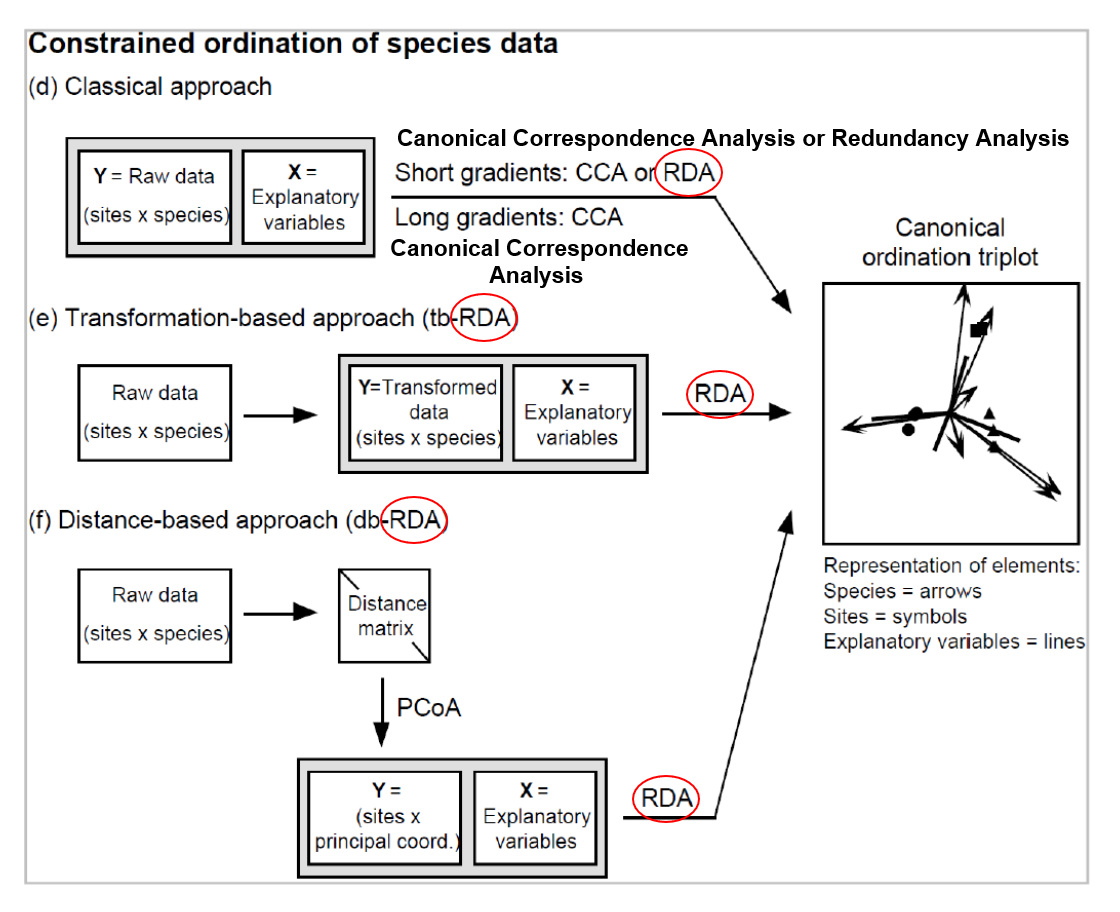 Constrained ordination of species data
(d) Classical approach
Canonical Correspondence Analysis or Redundancy Analysis
Y = Raw data
(sites x species)
X =
Explanatory
variables
Short gradients: CCA or RDA
Long gradients: CCA
Canonical Correspondence
Analysis
Canonical
ordination triplot
(e) Transformation-based approach (tb-RDA)
Raw data
(sites x species)
Y=Transformed
data
(sites x species)
X =
Explanatory
variables
RDA
(f) Distance-based approach (db-RDA)
Raw data
(sites x species)
Distance
matrix
Representation of elements:
Species = arrows
Sites = symbols
Explanatory variables = lines
PCoA
Y =
(sites x
principal coord.)
X =
Explanatory
variables
RDA